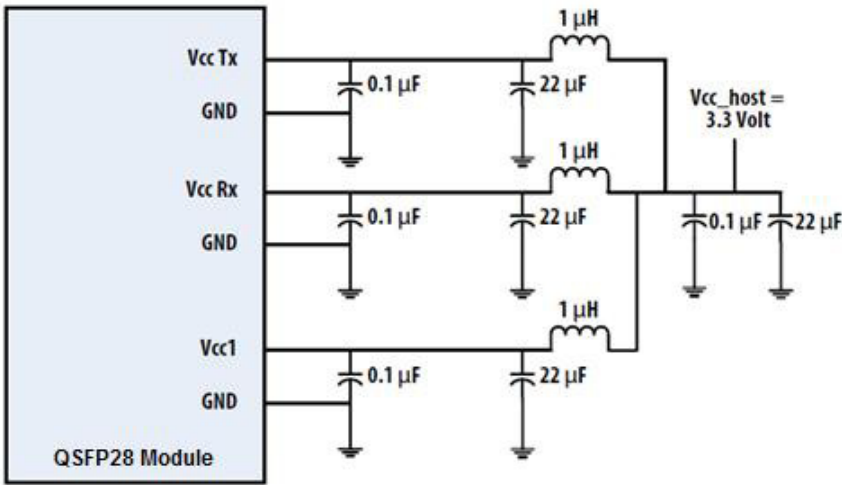 1 µH
Vcc Tx
0.1 µF
22 µF
GND
Vcc_host =
3.3 Volt
1 µH
Vcc Rx
0.1 µF
22 µF
0.1 µF
22 µF
GND
1 µH
Vcc1
0.1 µF
22 µF
GND
QSFP28 Module